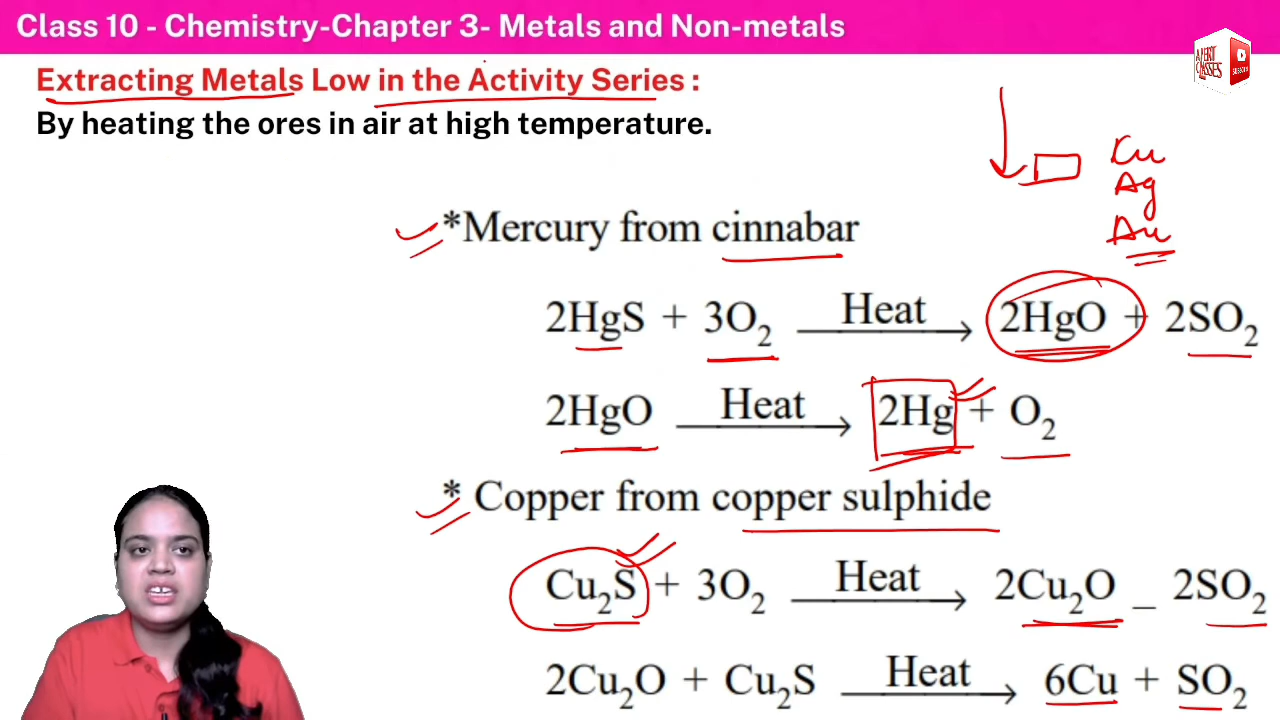 Class 10 - Chemistry-Chapter 3- Metals and Non-metals
Extracting Metals Low in the Activity Series :
By heating the ores in air at high temperature.
Cu
Ag
Au
*Mercury from cinnabar
2HgS + 3O₂ Heat → 2HgO + 2SO₂
2HgO Heat → 2Hg + O₂
* Copper from copper sulphide
Cu₂S + 3O₂ Heat → 2Cu₂O _ 2SO₂
2Cu₂O + Cu₂S Heat → 6Cu + SO₂